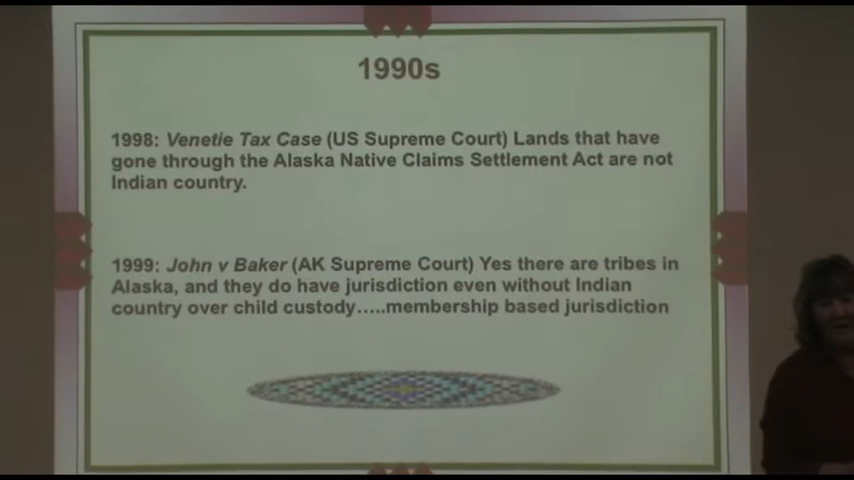 1990s
1998: Venetie Tax Case (US Supreme Court) Lands that have
gone through the Alaska Native Claims Settlement Act are not
Indian country.
1999: John v Baker (AK Supreme Court) Yes there are tribes in
Alaska, and they do have jurisdiction even without Indian
country over child custody…..membership based jurisdiction